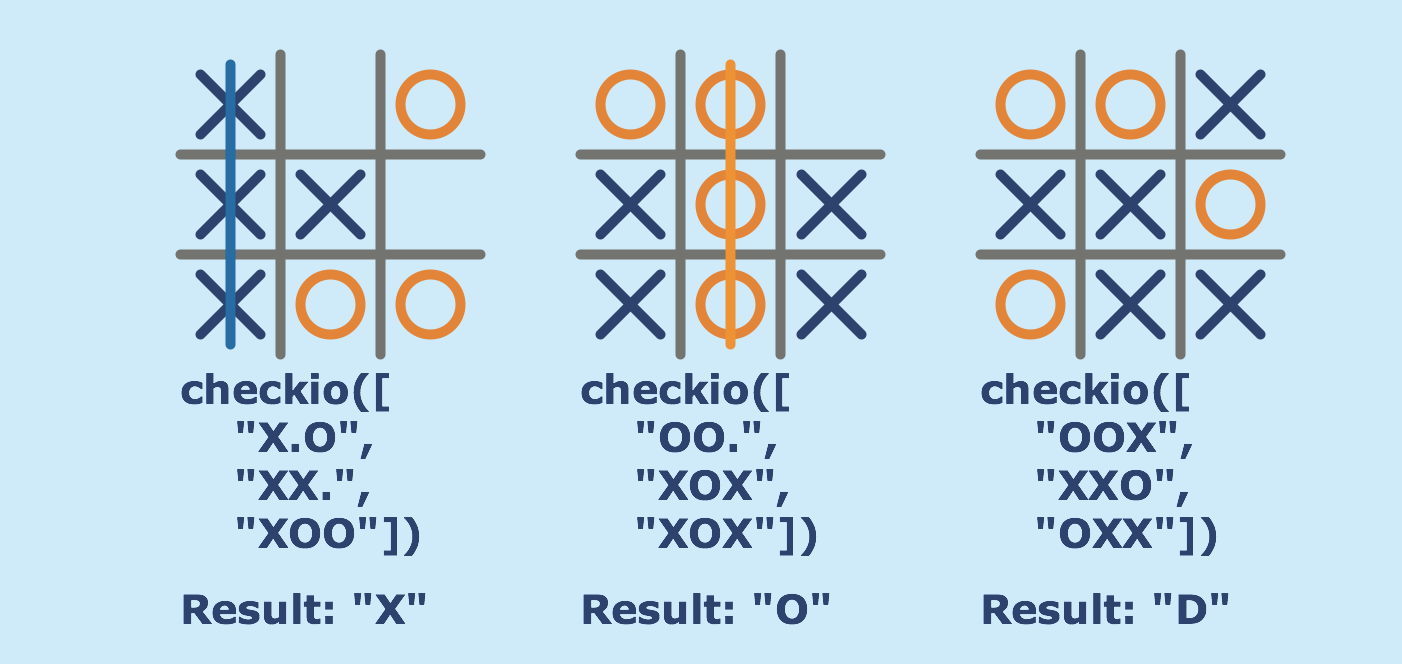 checkio([
"X.O",
"XX.",
"XOO"])
Result: "X"
checkio([
"OO.",
"XOX",
"XOX"])
Result: "O"
checkio([
"OOX",
"XXO",
"OXX"])
Result: "D"